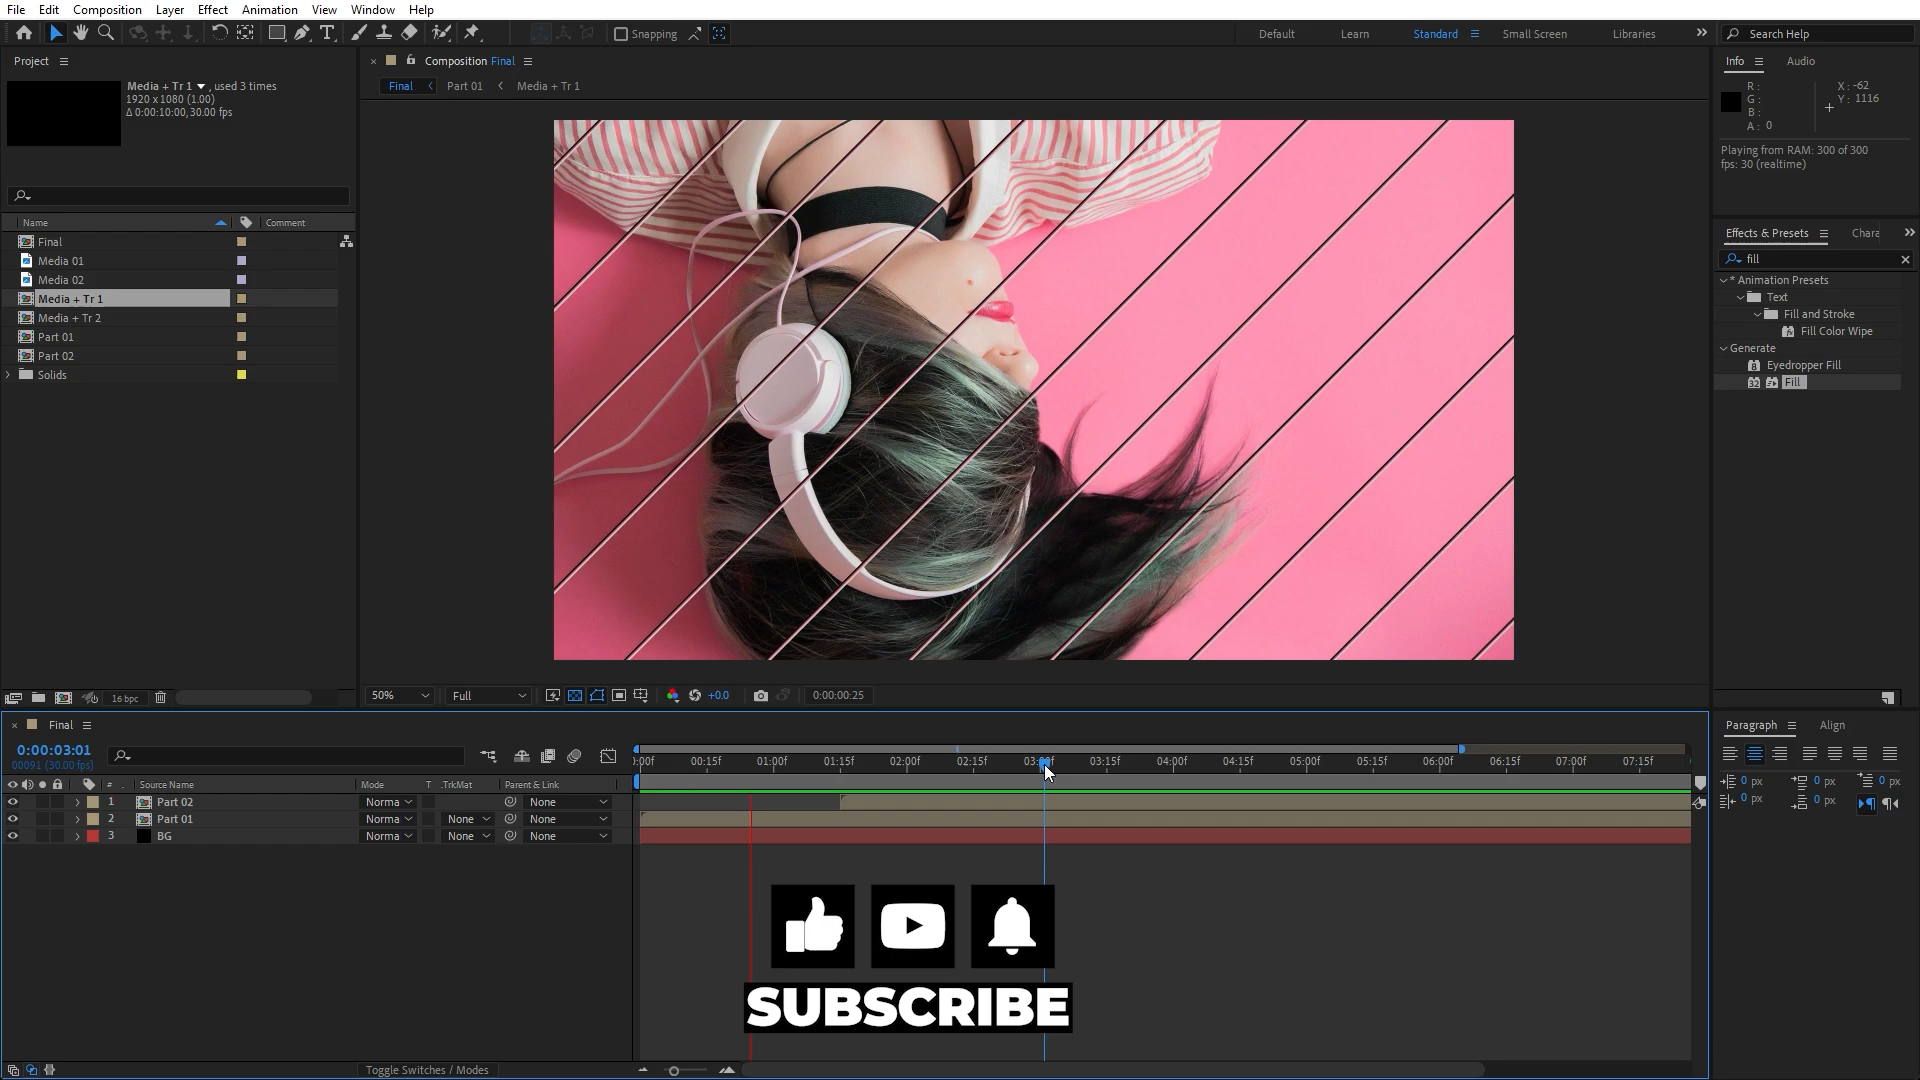 File Edit Composition Layer Effect Animation View Window Help
Snapping Default Learn Standard Small Screen Libraries Search Help
Project
Media + Tr 1 , used 3 times
1920 x 1080 (1.00)
Δ 0:00:10:00, 30.00 fps
Name Comment
Final
Media 01
Media 02
Media + Tr 1
Media + Tr 2
Part 01
Part 02
Solids
16 bpc
Composition Final
Final Part 01 Media + Tr 1
50% Full +0.0 0:00:00:25
Info Audio
R : X : -62
G : Y : 1116
B :
A : 0
Playing from RAM: 300 of 300
fps: 30 (realtime)
Effects & Presets Chara
fill
* Animation Presets
Text
Fill and Stroke
Fill Color Wipe
Generate
Eyedropper Fill
32 Fill
Final
0:00:03:01
00091 (30.00 fps)
:00f 00:15f 01:00f 01:15f 02:00f 02:15f 03:00f 03:15f 04:00f 04:15f 05:00f 05:15f 06:00f 06:15f 07:00f 07:15f
# Source Name Mode T .TrkMat Parent & Link
1 Part 02 Norma None
2 Part 01 Norma None None
3 BG Norma None None
SUBSCRIBE
Toggle Switches / Modes
Paragraph Align
0 px 0 px 0 px
0 px 0 px